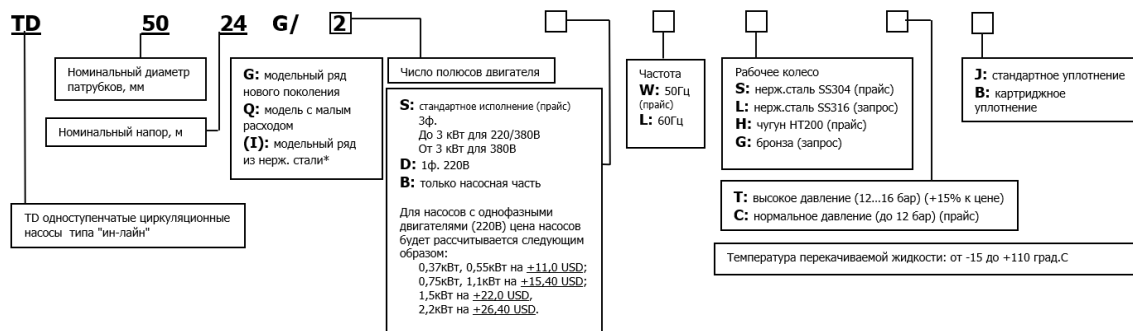 TD 50 24 G/ 2
Номинальный диаметр
патрубков, мм
Номинальный напор, м
TD одноступенчатые циркуляционные
насосы типа "ин-лайн"
G: модельный ряд
нового поколения
Q: модель с малым
расходом
(I): модельный ряд
из нерж. стали*
Число полюсов двигателя
S: стандартное исполнение (прайс)
3ф.
До 3 кВт для 220/380В
От 3 кВт для 380В
D: 1ф. 220В
B: только насосная часть
Для насосов с однофазными
двигателями (220В) цена насосов
будет рассчитывается следующим
образом:
0,37кВт, 0,55кВт на +11,0 USD;
0,75кВт, 1,1кВт на +15,40 USD;
1,5кВт на +22,0 USD,
2,2кВт на +26,40 USD.
Частота
W: 50Гц
(прайс)
L: 60Гц
Рабочее колесо
S: нерж.сталь SS304 (прайс)
L: нерж.сталь SS316 (запрос)
H: чугун HT200 (прайс)
G: бронза (запрос)
T: высокое давление (12...16 бар) (+15% к цене)
C: нормальное давление (до 12 бар) (прайс)
J: стандартное уплотнение
B: картриджное
уплотнение
Температура перекачиваемой жидкости: от -15 до +110 град.С